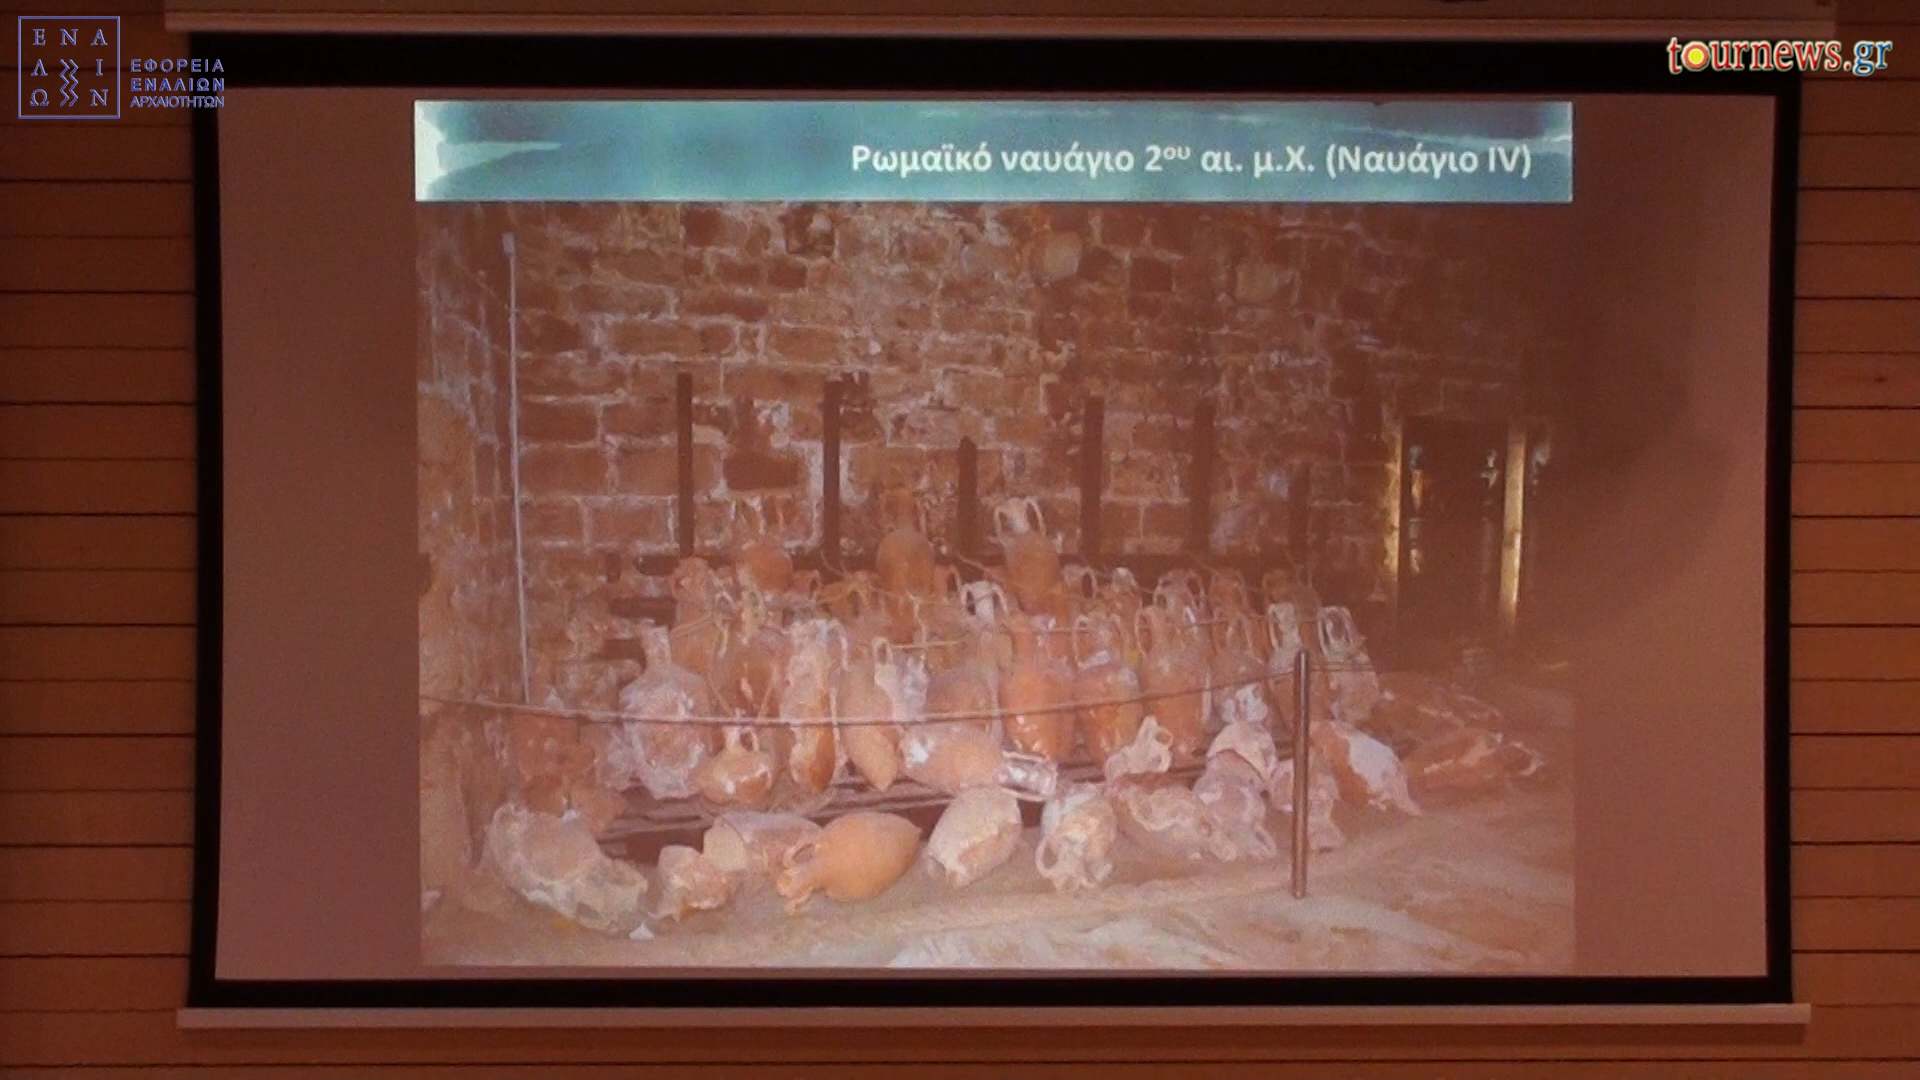 ΕΝΑ
ΛΙ
ΩΝ
ΕΦΟΡΕΙΑ
ΕΝΑΛΙΩΝ
ΑΡΧΑΙΟΤΗΤΩΝ
tournews.gr
Ρωμαϊκό ναυάγιο 2ου αι. μ.Χ. (Ναυάγιο IV)